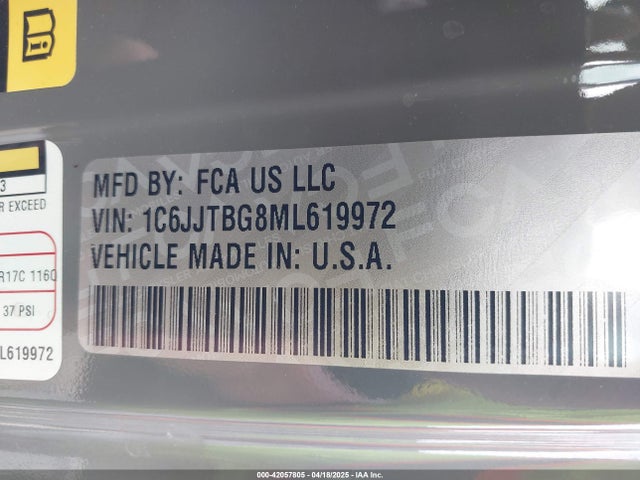 3
R EXCEED
R17C 116Q
37 PSI
L619972
MFD BY: FCA US LLC
VIN: 1C6JJTBG8ML619972
VEHICLE MADE IN: U.S.A.
000-42057805 - 04/18/2025 - IAA Inc.